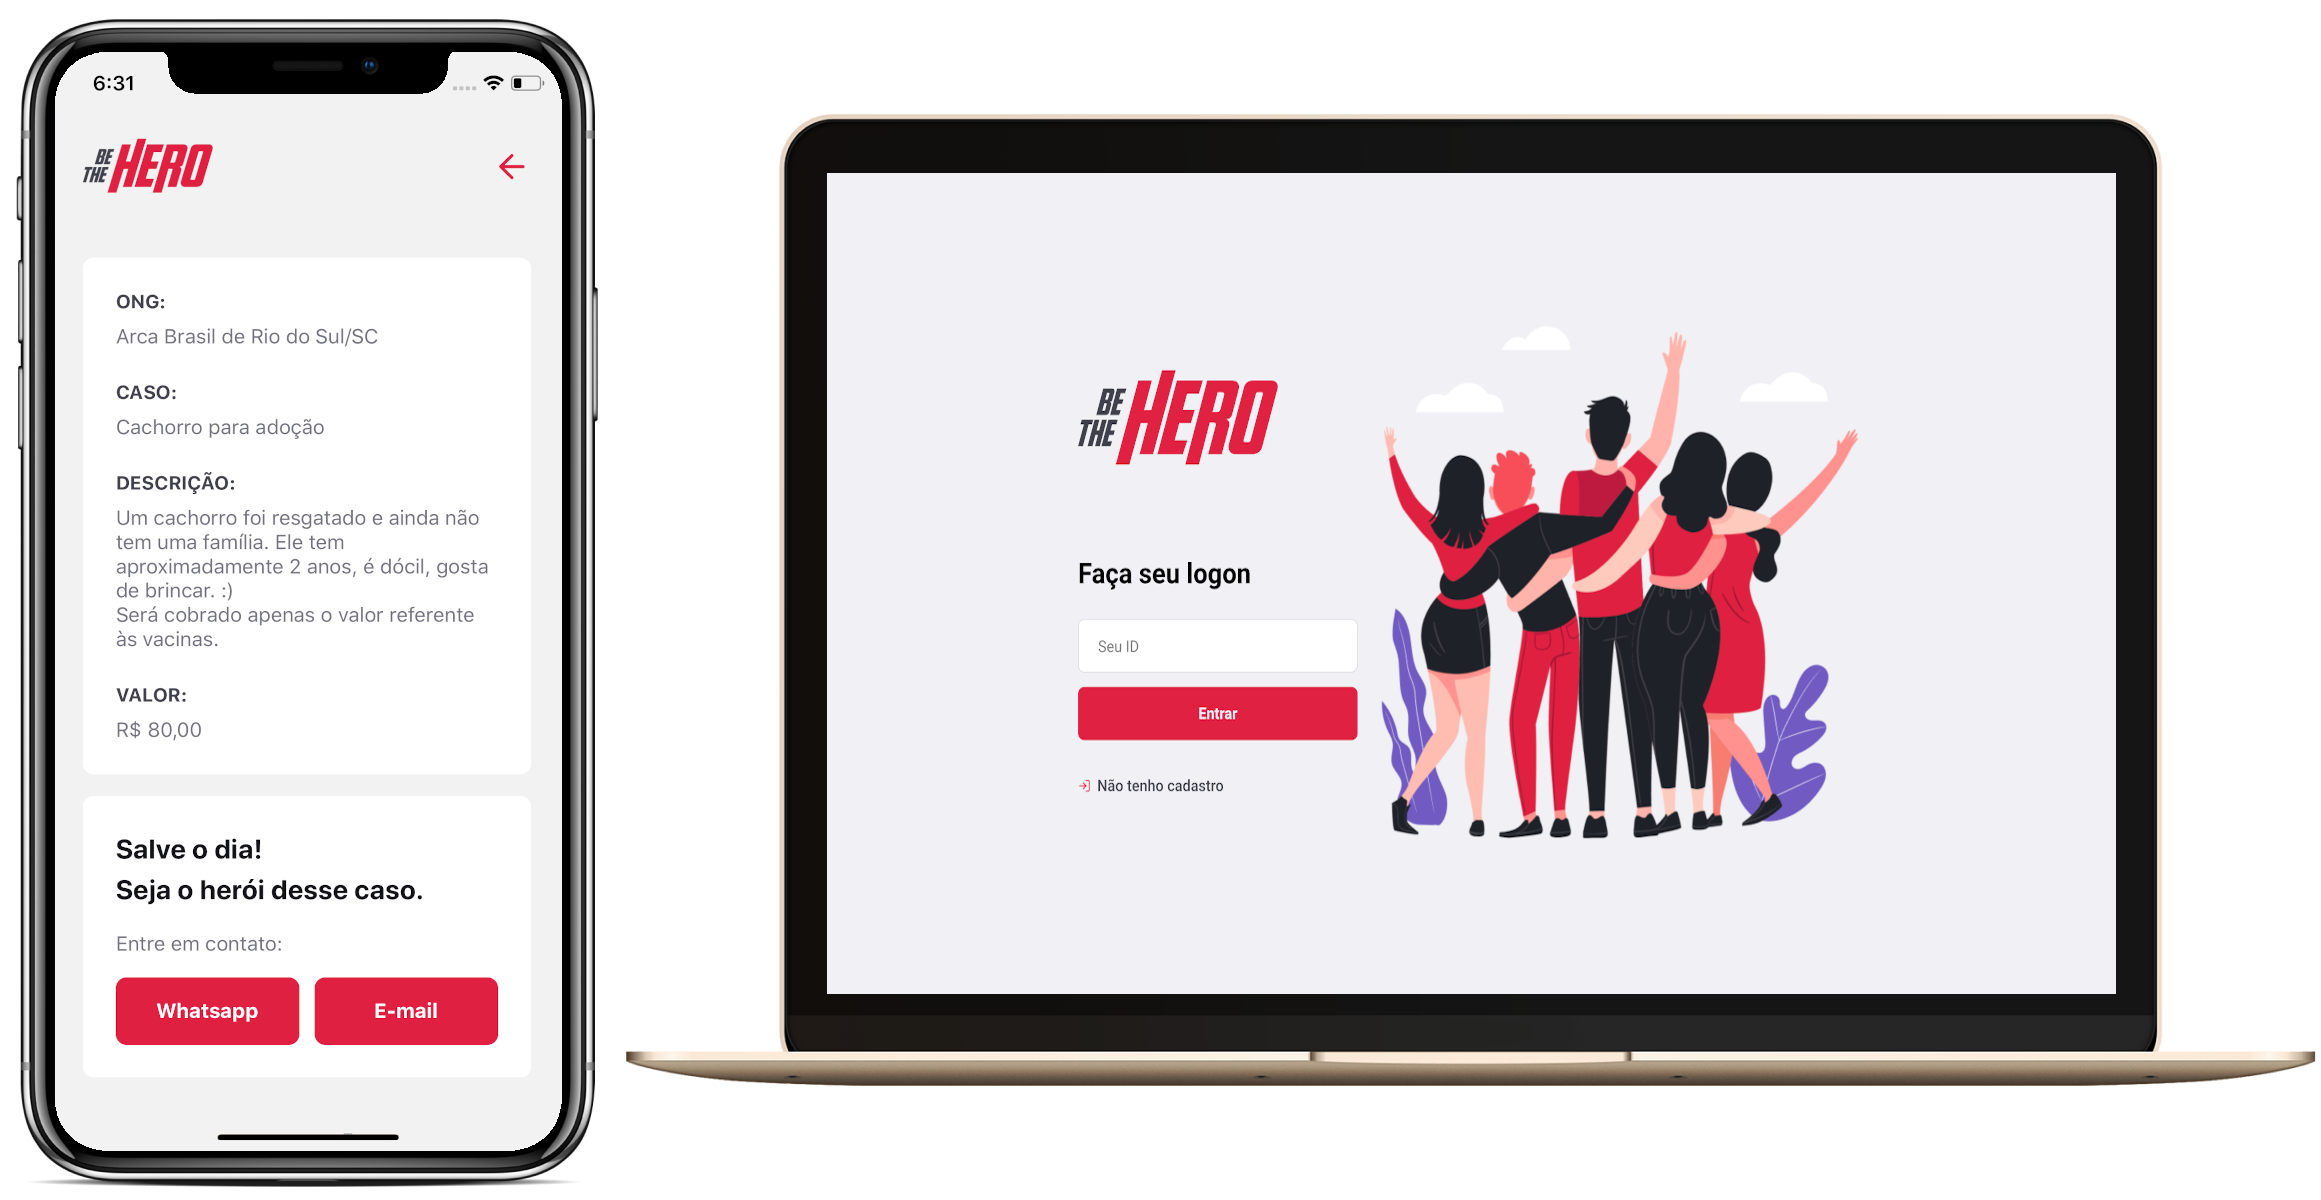 6:31
BE
THE HERO
ONG:
Arca Brasil de Rio do Sul/SC
CASO:
Cachorro para adoção
DESCRIÇÃO:
Um cachorro foi resgatado e ainda não
tem uma família. Ele tem
aproximadamente 2 anos, é dócil, gosta
de brincar. :)
Será cobrado apenas o valor referente
às vacinas.
VALOR:
R$ 80,00
Salve o dia!
Seja o herói desse caso.
Entre em contato:
Whatsapp E-mail
BE
THE HERO
Faça seu logon
Seu ID
Entrar
Não tenho cadastro